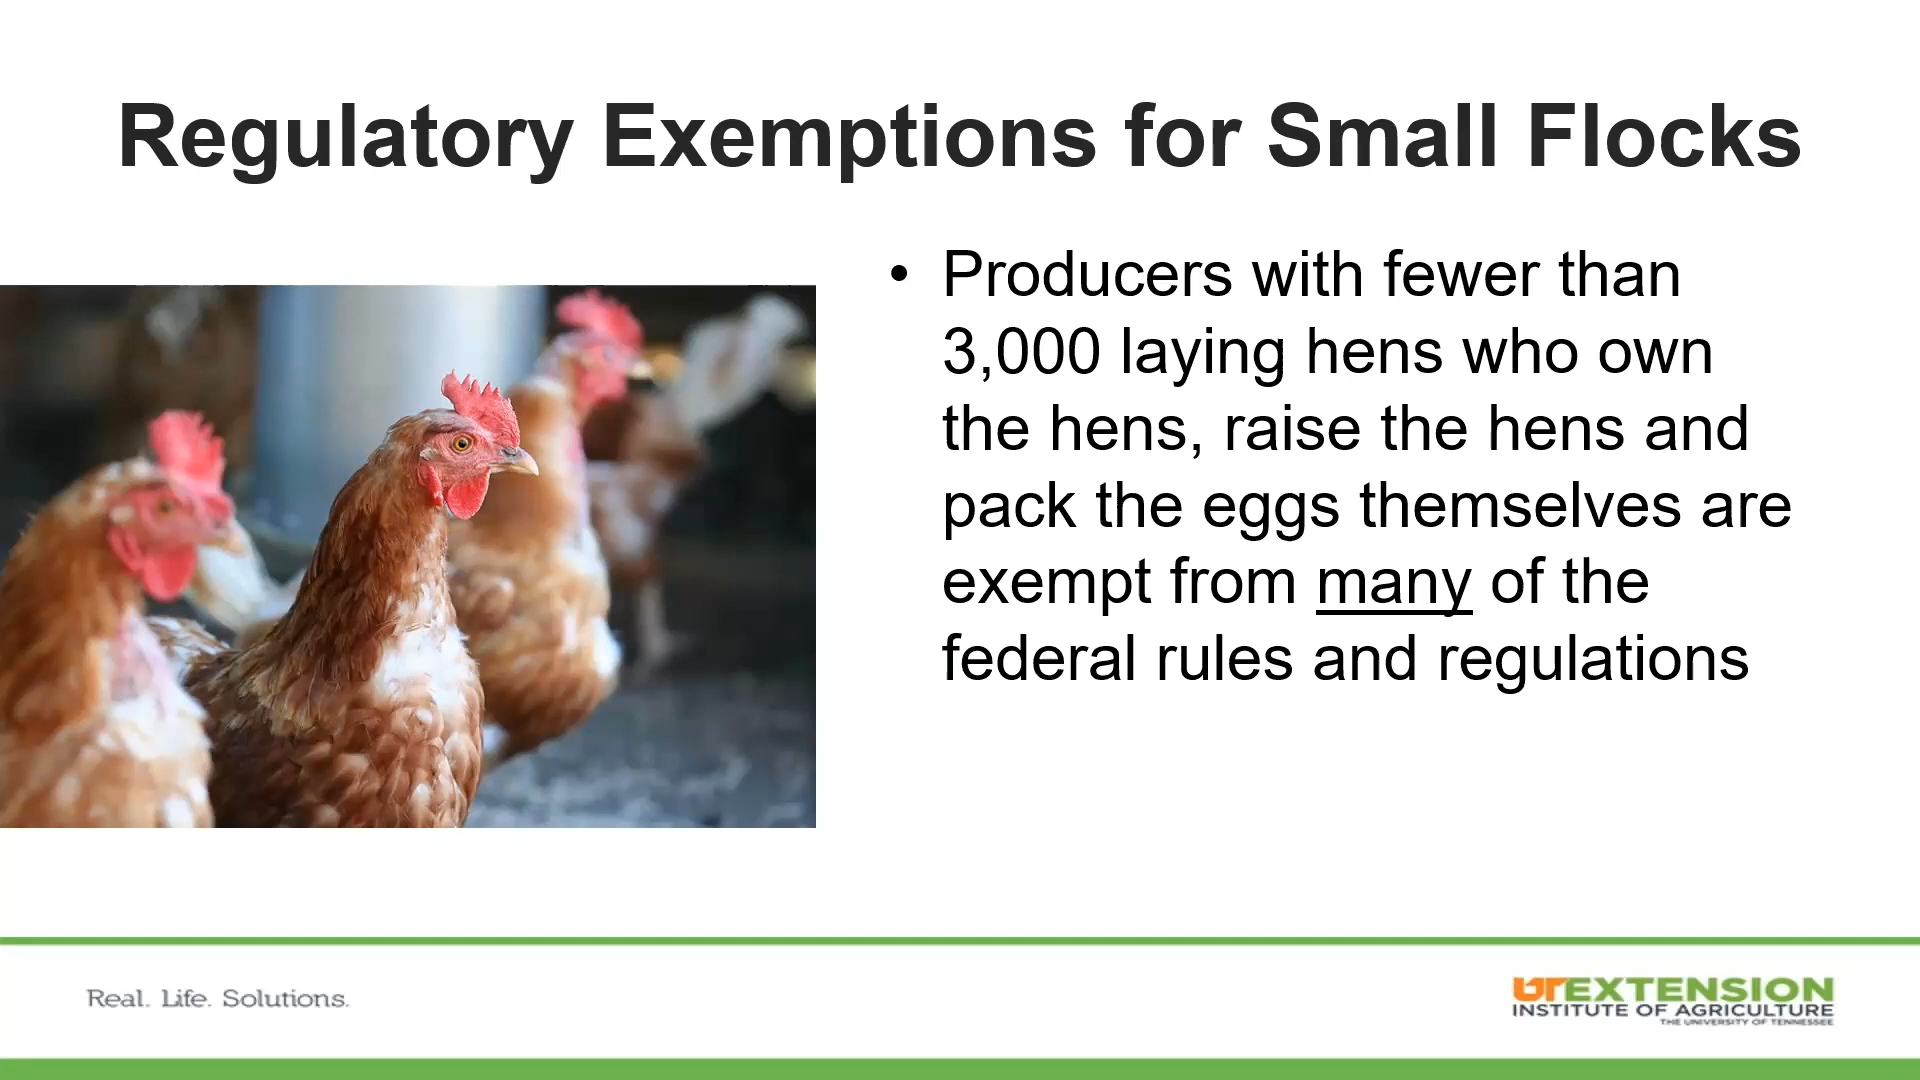 Regulatory Exemptions for Small Flocks
• Producers with fewer than
3,000 laying hens who own
the hens, raise the hens and
pack the eggs themselves are
exempt from many of the
federal rules and regulations
Real. Life. Solutions.
UTEXTENSION
INSTITUTE OF AGRICULTURE
THE UNIVERSITY OF TENNESSEE